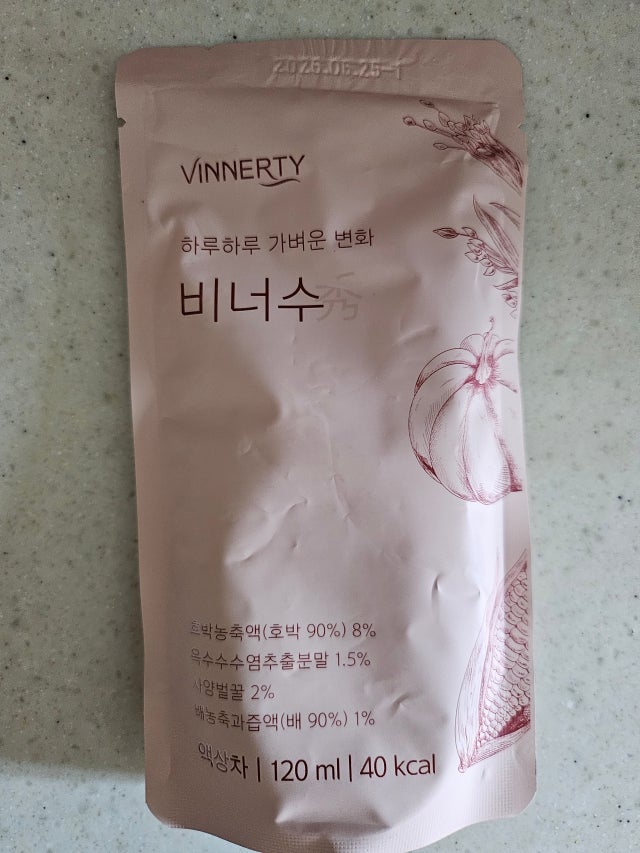 2026.06.25-1
VINNERTY
하루하루 가벼운 변화
비너수秀
호박농축액(호박 90%) 8%
옥수수수염추출분말 1.5%
사양벌꿀 2%
배농축과즙액(배 90%) 1%
액상차 | 120 ml | 40 kcal